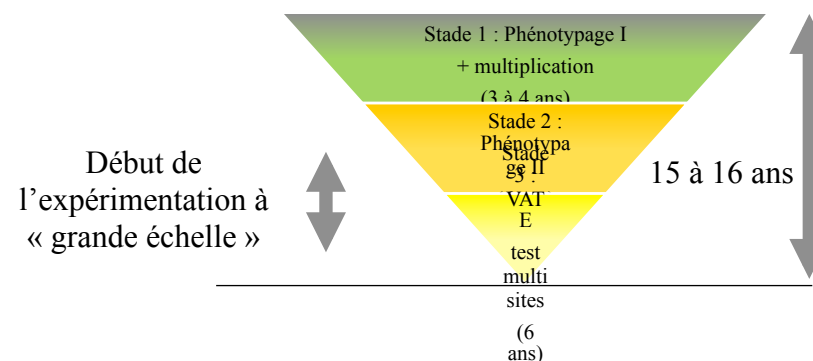 Stade 1 : Phénotypage I
+ multiplication
(3 à 4 ans)
Stade 2 :
Phénotypa
ge II
Stade
3 :
VAT
E
test
multi
sites
(6
ans)
Début de
l’expérimentation à
« grande échelle »
15 à 16 ans